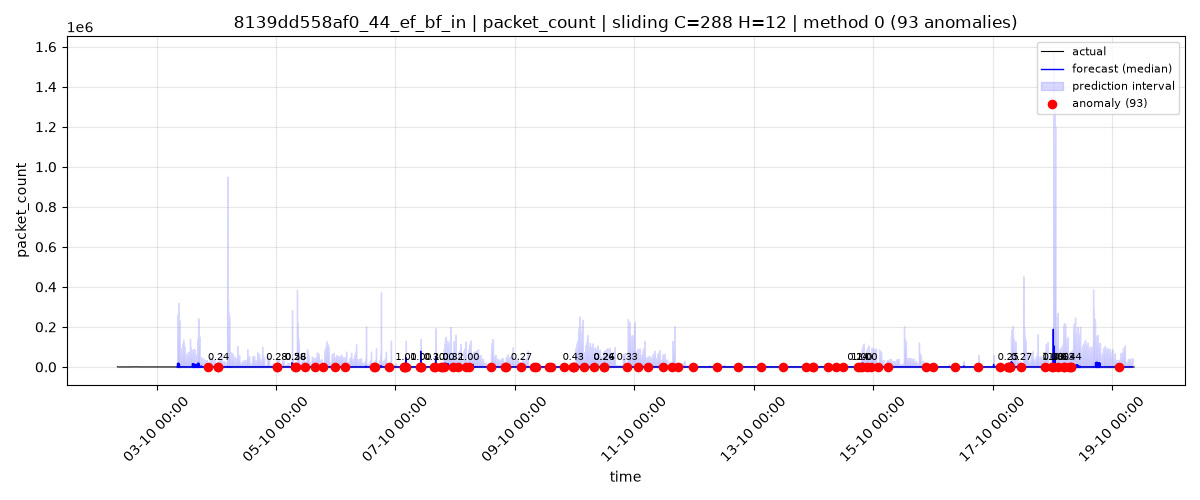 8139dd558af0_44_ef_bf_in | packet_count | sliding C=288 H=12 | method 0 (93 anomalies)
1e6
actual
forecast (median)
prediction interval
anomaly (93)
packet_count
1.6
1.4
1.2
1.0
0.8
0.6
0.4
0.2
0.0
0.24
0.27
0.43
0.33
03-10 00:00
05-10 00:00
07-10 00:00
09-10 00:00
11-10 00:00
13-10 00:00
15-10 00:00
17-10 00:00
19-10 00:00
time